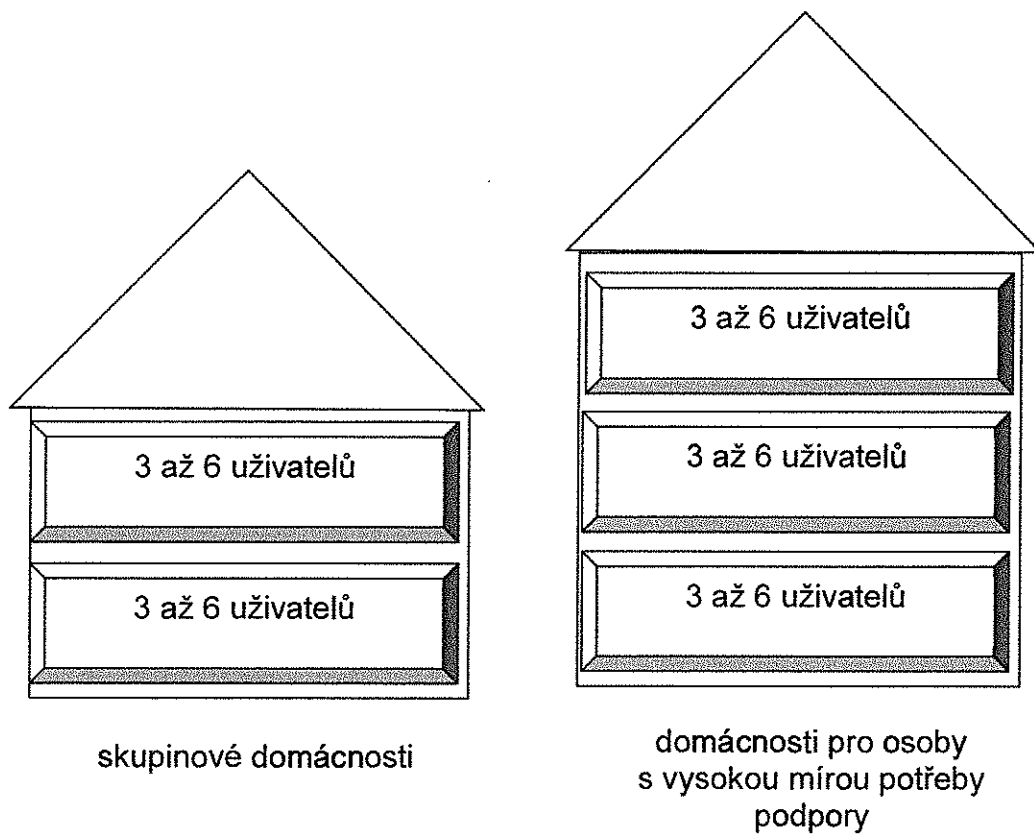 3 až 6 uživatelů
3 až 6 uživatelů
skupinové domácnosti
3 až 6 uživatelů
3 až 6 uživatelů
3 až 6 uživatelů
domácnosti pro osoby
s vysokou mírou potřeby
podpory